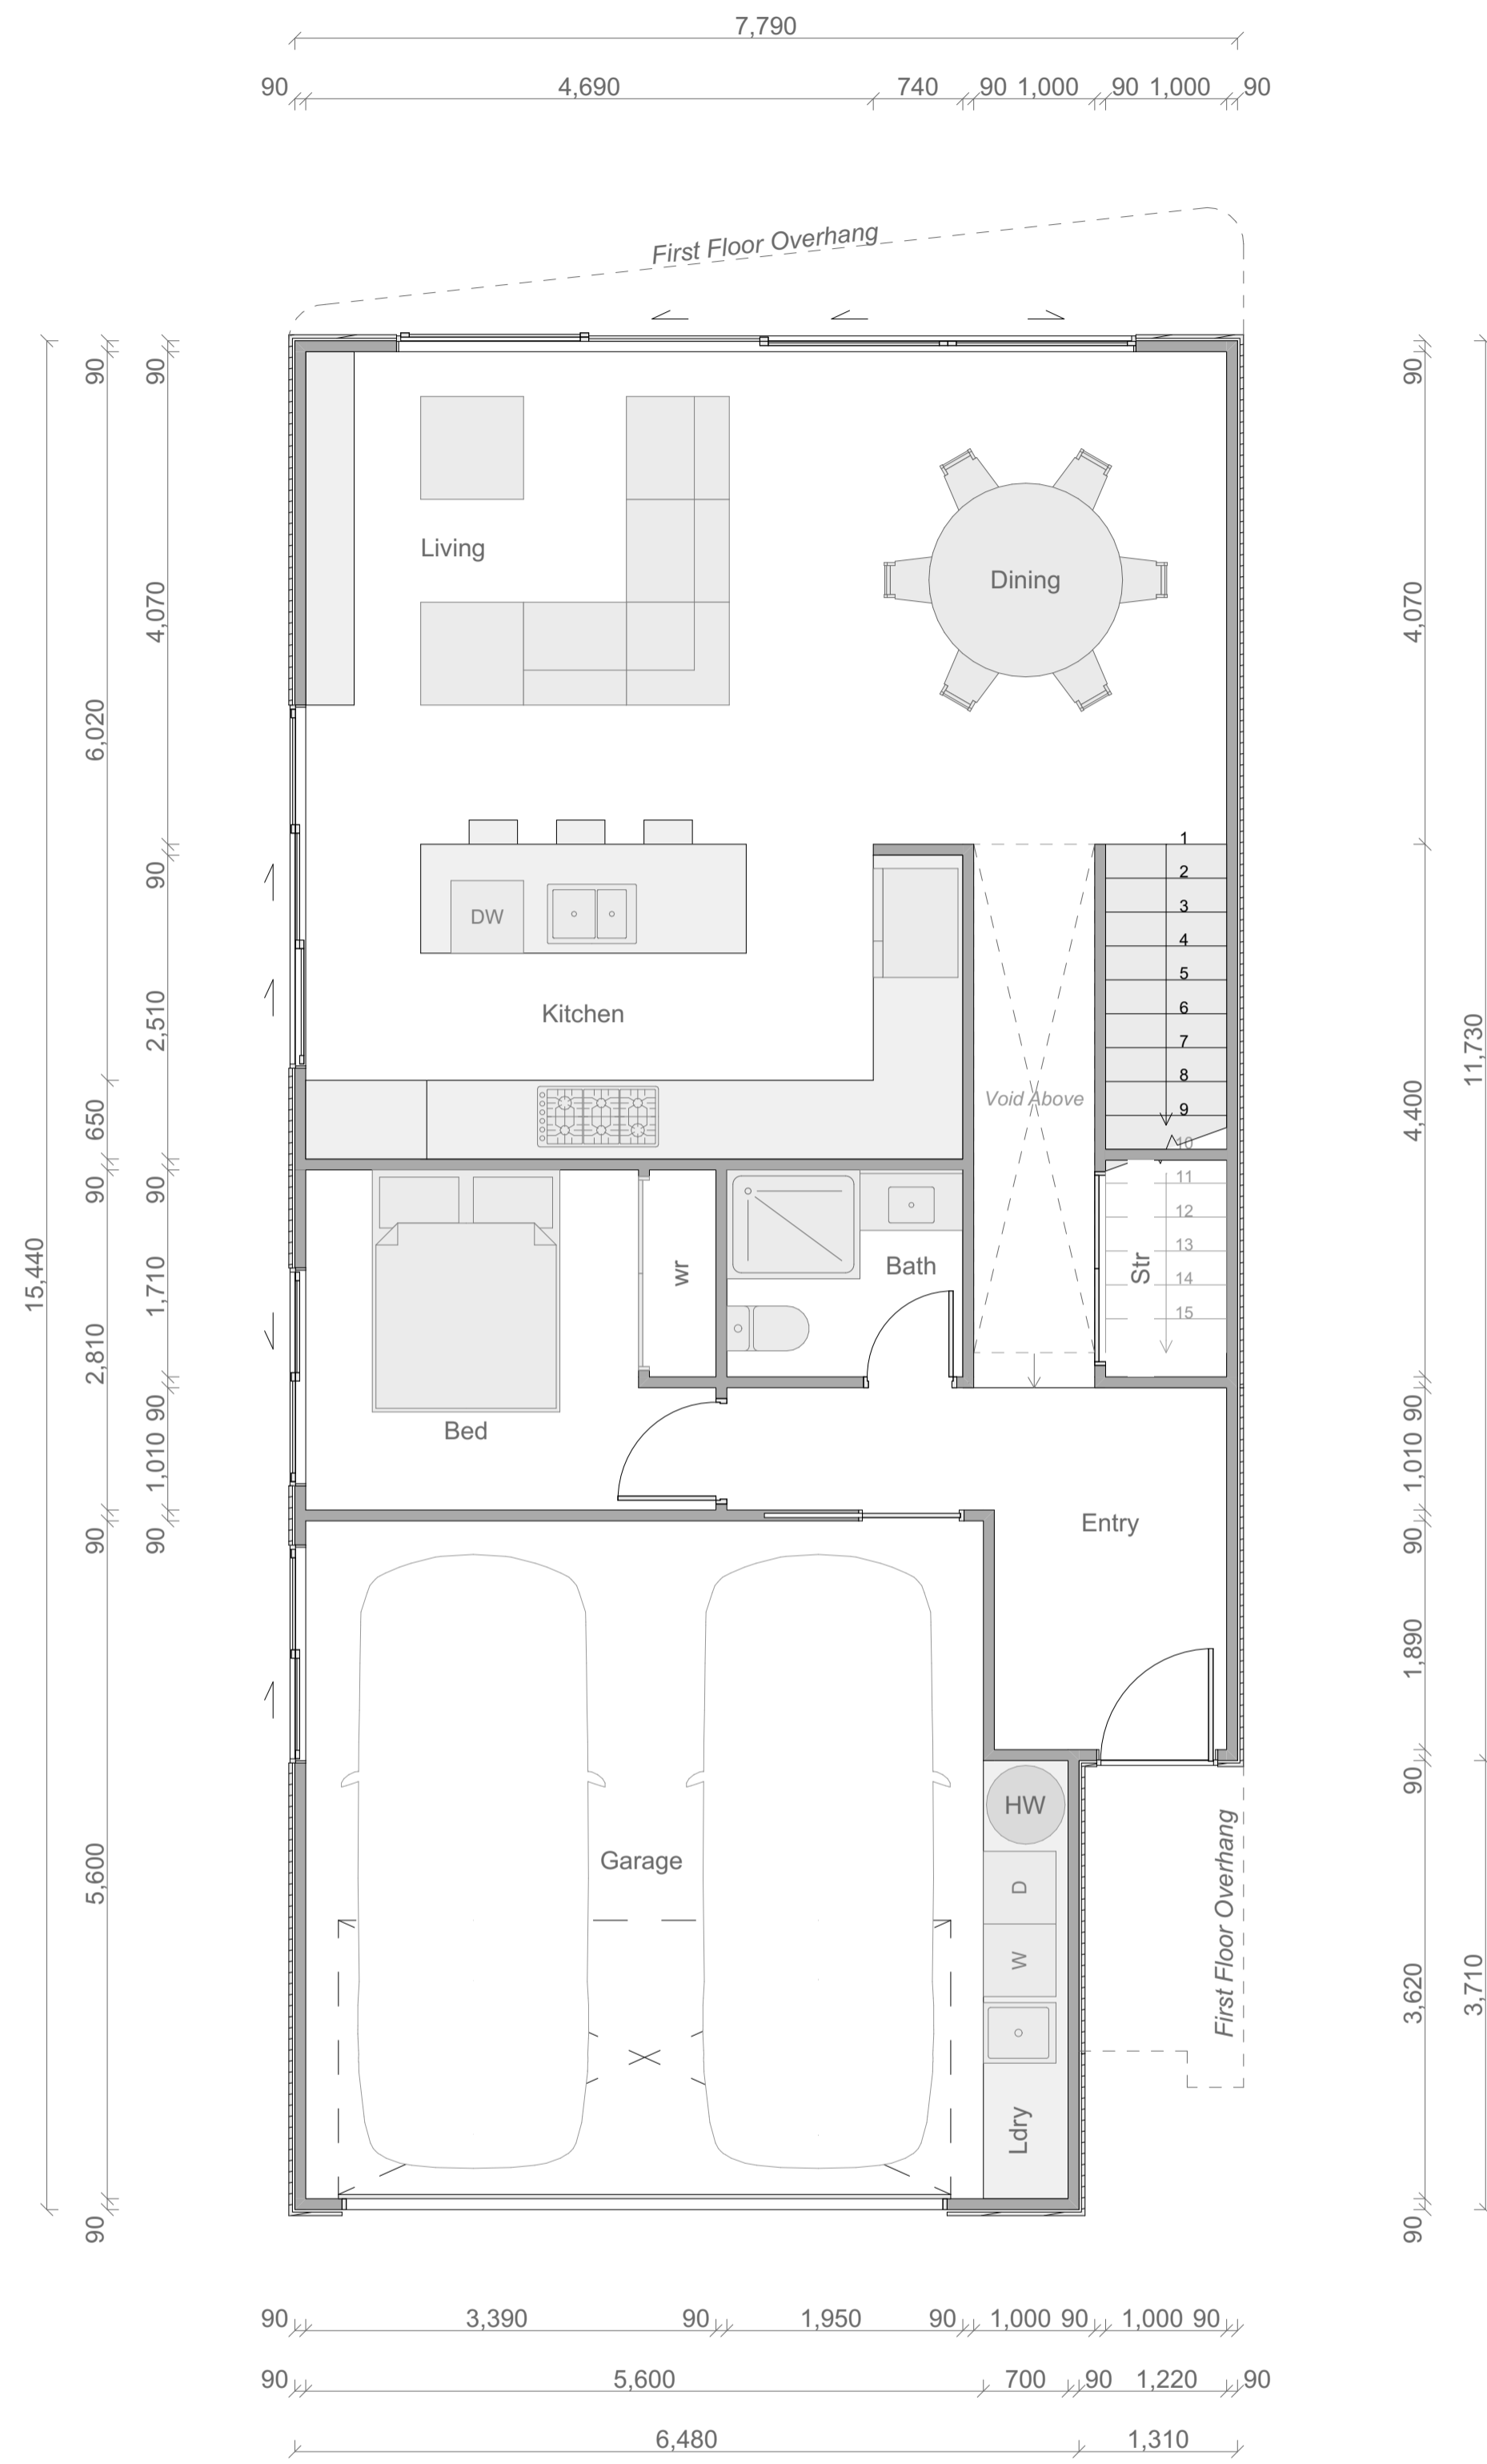 7,790
90 4,690 740 90 1,000 90 1,000 90
First Floor Overhang
90
90
90
Living
Dining
4,070
4,070
6,020
1
2
3
4
5
6
7
8
9
10
90
DW
Kitchen
2,510
11,730
650
Void Above
4,400
90
90
11
12
13
14
15
Str
wr
Bath
15,440
1,710
2,810
90
1,010
90
1,010
Bed
Entry
90
90
90
1,890
90
HW
D
W
Ldry
Garage
First Floor Overhang
5,600
3,620
3,710
90
90
90 3,390 90 1,950 90 1,000 90 1,000 90
90 5,600 700 90 1,220 90
6,480 1,310